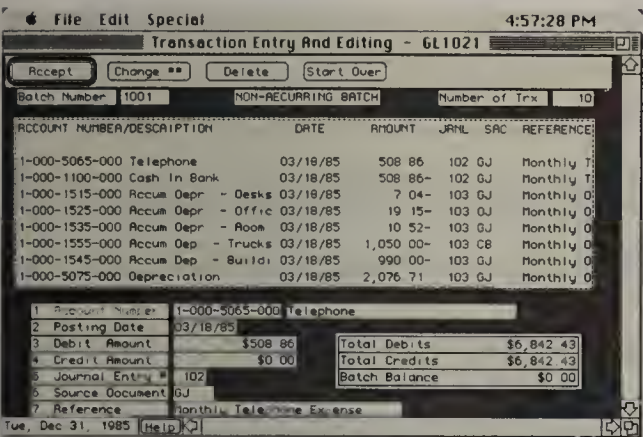 File Edit Special 4:57:28 PM
Transaction Entry And Editing - GL1021
Accept Change ** Delete Start Over
Batch Number 1001 NON-RECURRING BATCH Number of Trx 10
ACCOUNT NUMBER/DESCRIPTION DATE AMOUNT JRNL SRC REFERENCE
1-000-5065-000 Telephone 03/18/85 508 86 102 GJ Monthly T
1-000-1100-000 Cash In Bank 03/18/85 508 86- 102 GJ Monthly T
1-000-1515-000 Accum Depr - Desks 03/18/85 7 04- 103 GJ Monthly D
1-000-1525-000 Accum Depr - Offic 03/18/85 19 15- 103 GJ Monthly D
1-000-1535-000 Accum Depr - Room 03/18/85 10 52- 103 GJ Monthly D
1-000-1555-000 Accum Dep - Trucks 03/18/85 1,050 00- 103 CB Monthly D
1-000-1545-000 Accum Dep - Buildi 03/18/85 990 00- 103 GJ Monthly D
1-000-5075-000 Depreciation 03/18/85 2,076 71 103 GJ Monthly D
1 Account Number 1-000-5065-000 Telephone
2 Posting Date 03/18/85
3 Debit Amount $508 86 Total Debits $6,842 43
4 Credit Amount $0 00 Total Credits $6,842 43
5 Journal Entry # 102 Batch Balance $0 00
6 Source Document GJ
7 Reference Monthly Telephone Expense
Tue, Dec 31, 1985 Help